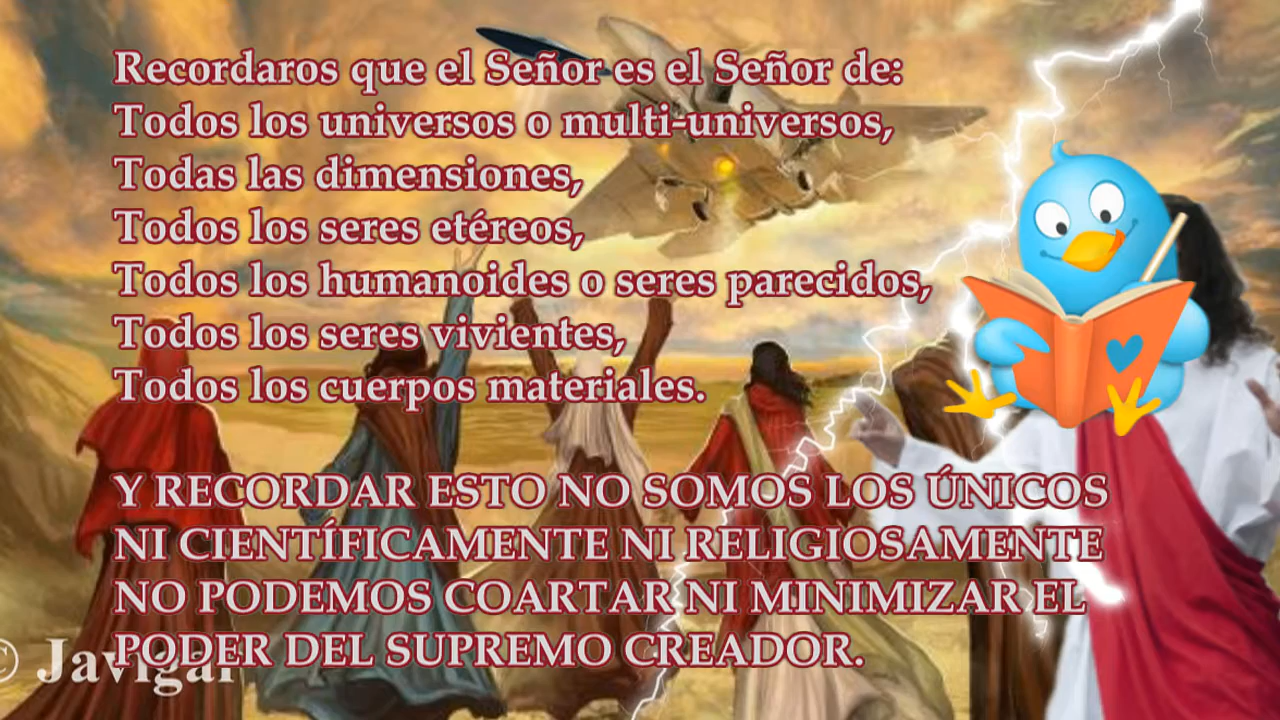 Recordaros que el Señor es el Señor de:
Todos los universos o multi-universos,
Todas las dimensiones,
Todos los seres etéreos,
Todos los humanoides o seres parecidos,
Todos los seres vivientes,
Todos los cuerpos materiales.
Y RECORDAR ESTO NO SOMOS LOS ÚNICOS
NI CIENTÍFICAMENTE NI RELIGIOSAMENTE
NO PODEMOS COARTAR NI MINIMIZAR EL
PODER DEL SUPREMO CREADOR.
© Javigar